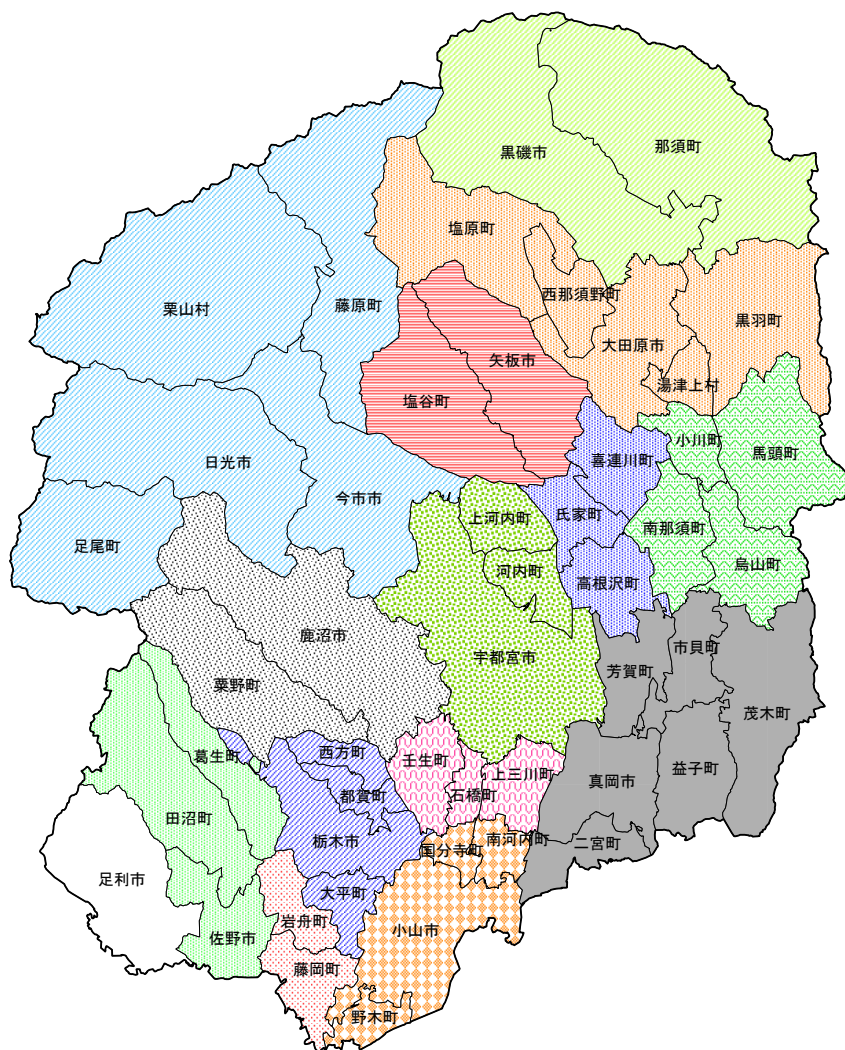 那須町
黒磯市
塩原町
西那須野町
栗山村
藤原町
黒羽町
大田原市
矢板市
湯津上村
塩谷町
小川町
喜連川町
馬頭町
日光市
今市市
上河内町
氏家町
南那須町
足尾町
河内町
烏山町
高根沢町
鹿沼市
宇都宮市
市貝町
芳賀町
粟野町
茂木町
西方町
葛生町
壬生町
上三川町
益子町
真岡市
都賀町
石橋町
田沼町
栃木市
国分寺町
南河内町
二宮町
足利市
大平町
岩舟町
小山市
佐野市
藤岡町
野木町